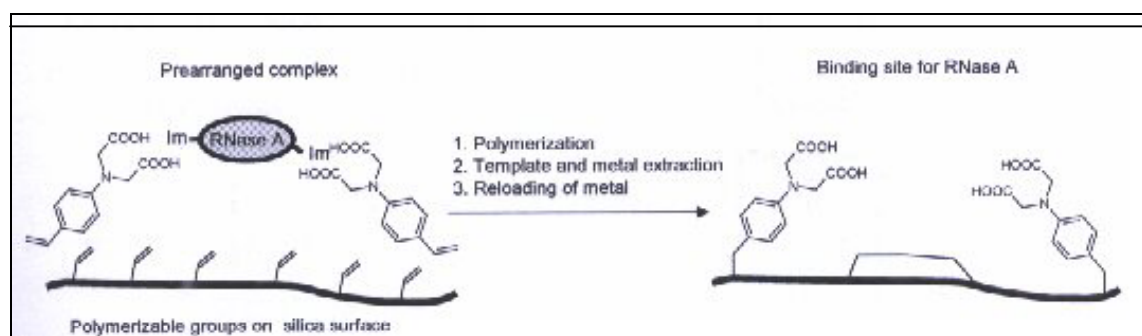 Prearranged complex
Binding site for RNase A
COOH
Im
RNase A
Im
HOOC
COOH
HOOC
N
N
1. Polymerization
2. Template and metal extraction
3. Reloading of metal
COOH
COOH
N
HOOC
HOOC
N
Polymerizable groups on silica surface